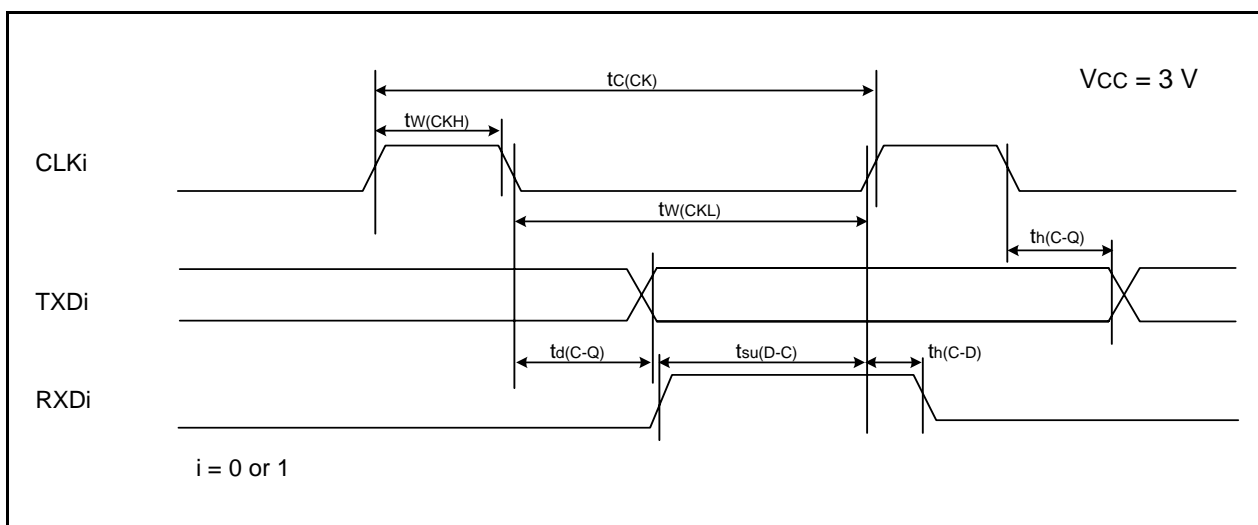 tC(CK)
VCC = 3 V
tW(CKH)
CLKi
tW(CKL)
th(C-Q)
TXDi
td(C-Q)
tsu(D-C)
th(C-D)
RXDi
i = 0 or 1